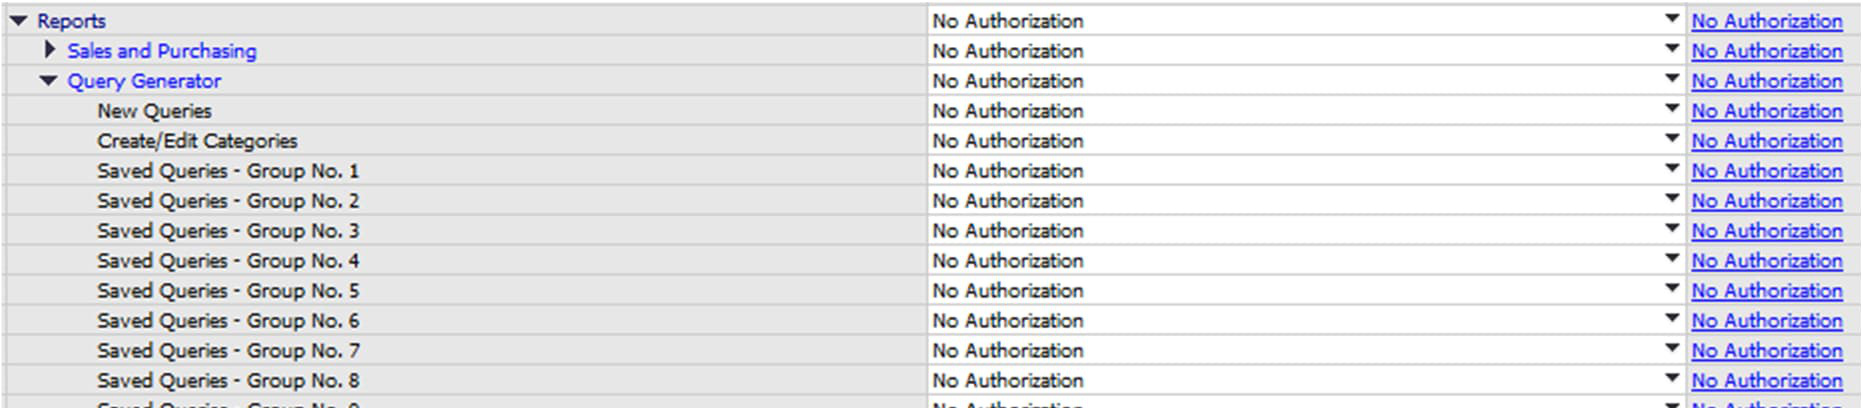 Reports No Authorization No Authorization
Sales and Purchasing No Authorization No Authorization
Query Generator No Authorization No Authorization
New Queries No Authorization No Authorization
Create/Edit Categories No Authorization No Authorization
Saved Queries - Group No. 1 No Authorization No Authorization
Saved Queries - Group No. 2 No Authorization No Authorization
Saved Queries - Group No. 3 No Authorization No Authorization
Saved Queries - Group No. 4 No Authorization No Authorization
Saved Queries - Group No. 5 No Authorization No Authorization
Saved Queries - Group No. 6 No Authorization No Authorization
Saved Queries - Group No. 7 No Authorization No Authorization
Saved Queries - Group No. 8 No Authorization No Authorization